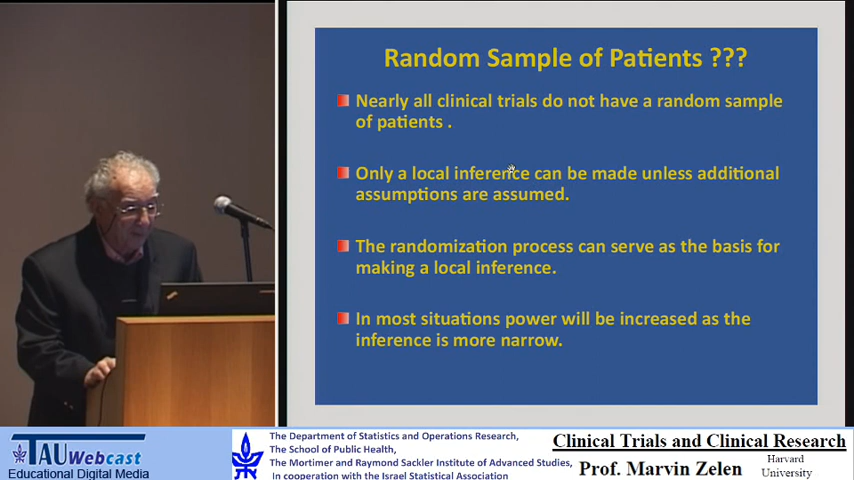 Random Sample of Patients ???
Nearly all clinical trials do not have a random sample
of patients .
Only a local inference can be made unless additional
assumptions are assumed.
The randomization process can serve as the basis for
making a local inference.
In most situations power will be increased as the
inference is more narrow.
TAU Webcast
Educational Digital Media
The Department of Statistics and Operations Research,
The School of Public Health,
The Mortimer and Raymond Sackler Institute of Advanced Studies,
In cooperation with the Israel Statistical Association
Clinical Trials and Clinical Research
Prof. Marvin Zelen
Harvard
University